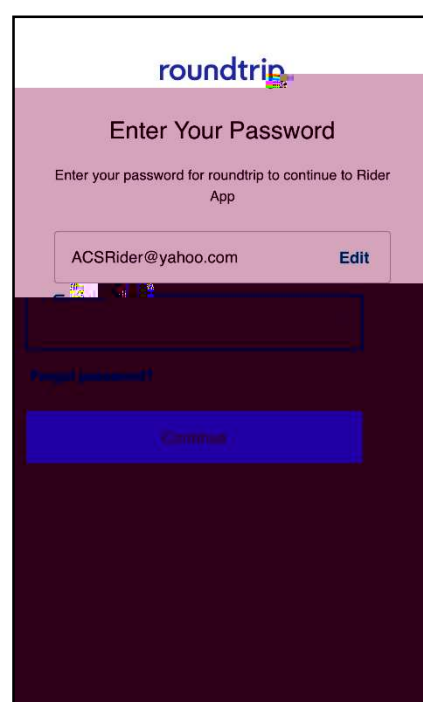 roundtrip
Enter Your Password
Enter your password for roundtrip to continue to Rider
App
ACSRider@yahoo.com Edit
Forgot password?
Continue